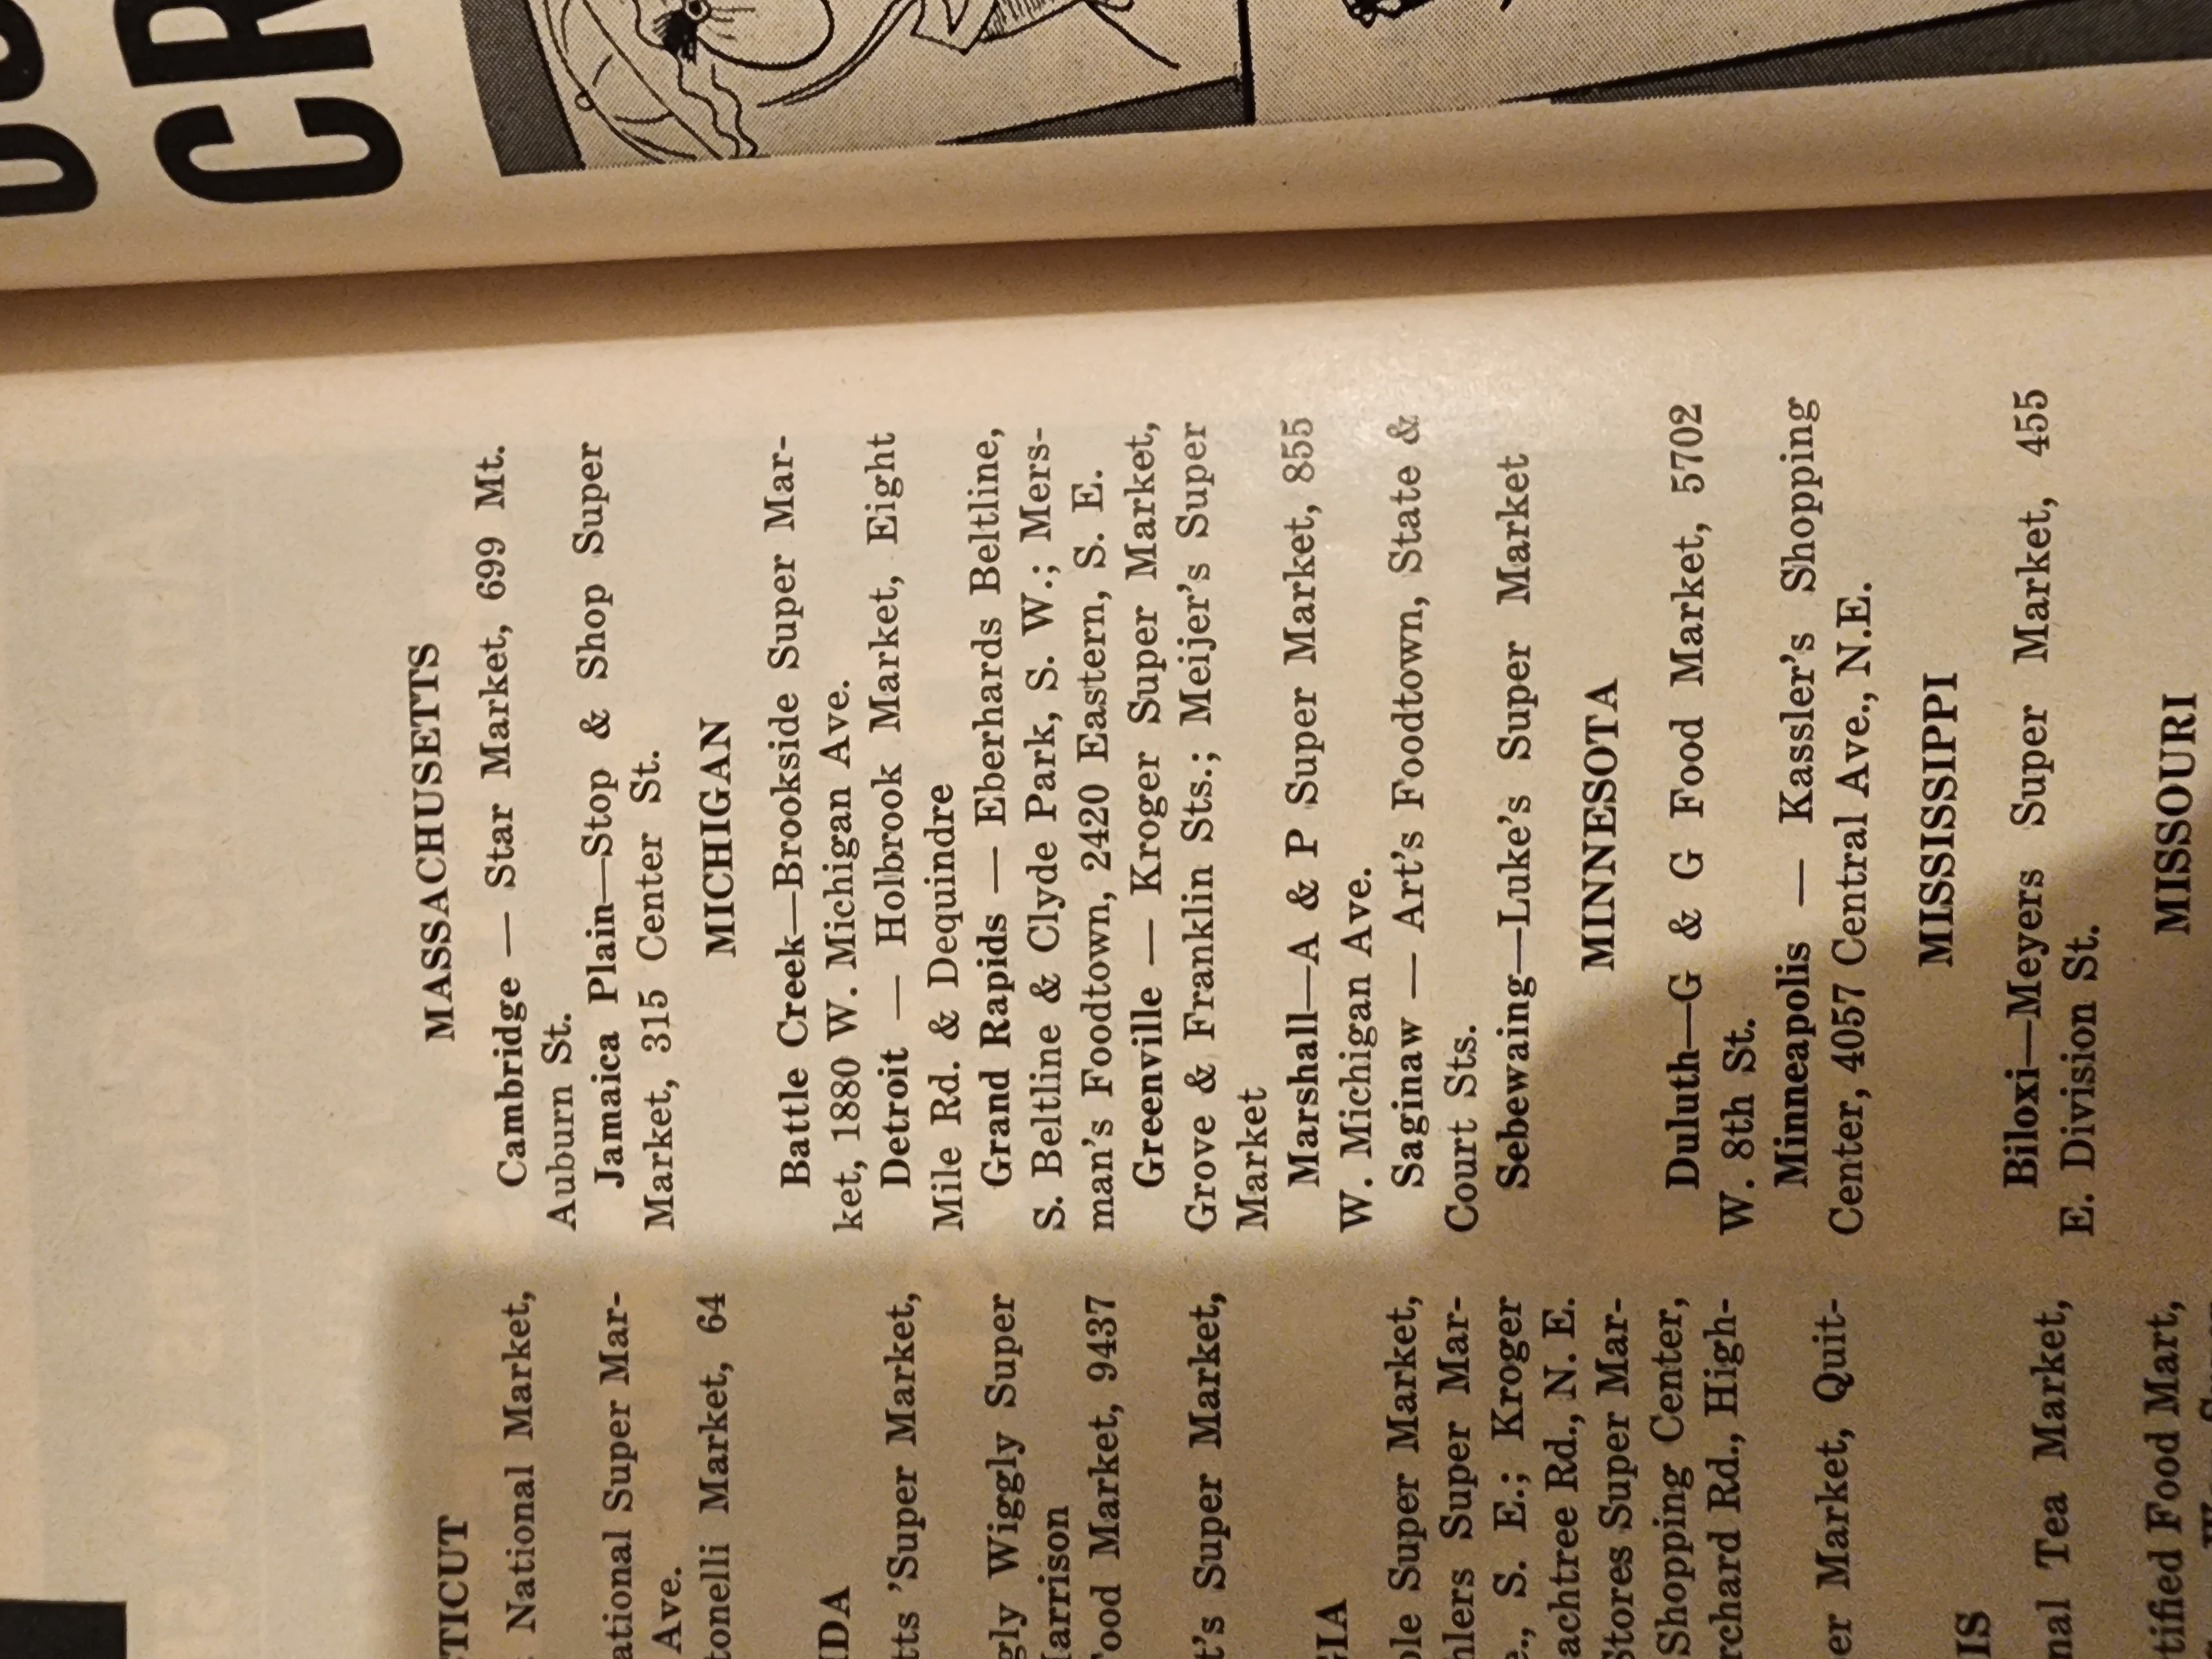 TICUT
National Market,
ational Super Mar-
Ave.
tonelli Market, 64
IDA
tts 'Super Market,
gly Wiggly Super
arrison
ood Market, 9437
t's Super Market,
GIA
ole Super Market,
hlers Super Mar-
e., S. E.; Kroger
achtree Rd., N. E.
Stores Super Mar-
Shopping Center,
rchard Rd., High-
er Market, Quit-
IS
nal Tea Market,
tified Food Mart,
MASSACHUSETTS
Cambridge — Star Market, 699 Mt.
Auburn St.
Jamaica Plain—Stop & Shop Super
Market, 315 Center St.
MICHIGAN
Battle Creek—Brookside Super Mar-
ket, 1880 W. Michigan Ave.
Detroit — Holbrook Market, Eight
Mile Rd. & Dequindre
Grand Rapids — Eberhards Beltline,
S. Beltline & Clyde Park, S. W.; Mers-
man's Foodtown, 2420 Eastern, S. E.
Greenville — Kroger Super Market,
Grove & Franklin Sts.; Meijer's Super
Market
Marshall—A & P Super Market, 855
W. Michigan Ave.
Saginaw — Art's Foodtown, State &
Court Sts.
Sebewaing—Luke's Super Market
MINNESOTA
Duluth—G & G Food Market, 5702
W. 8th St.
Minneapolis — Kassler's Shopping
Center, 4057 Central Ave., N.E.
MISSISSIPPI
Biloxi—Meyers Super Market, 455
E. Division St.
MISSOURI
CR